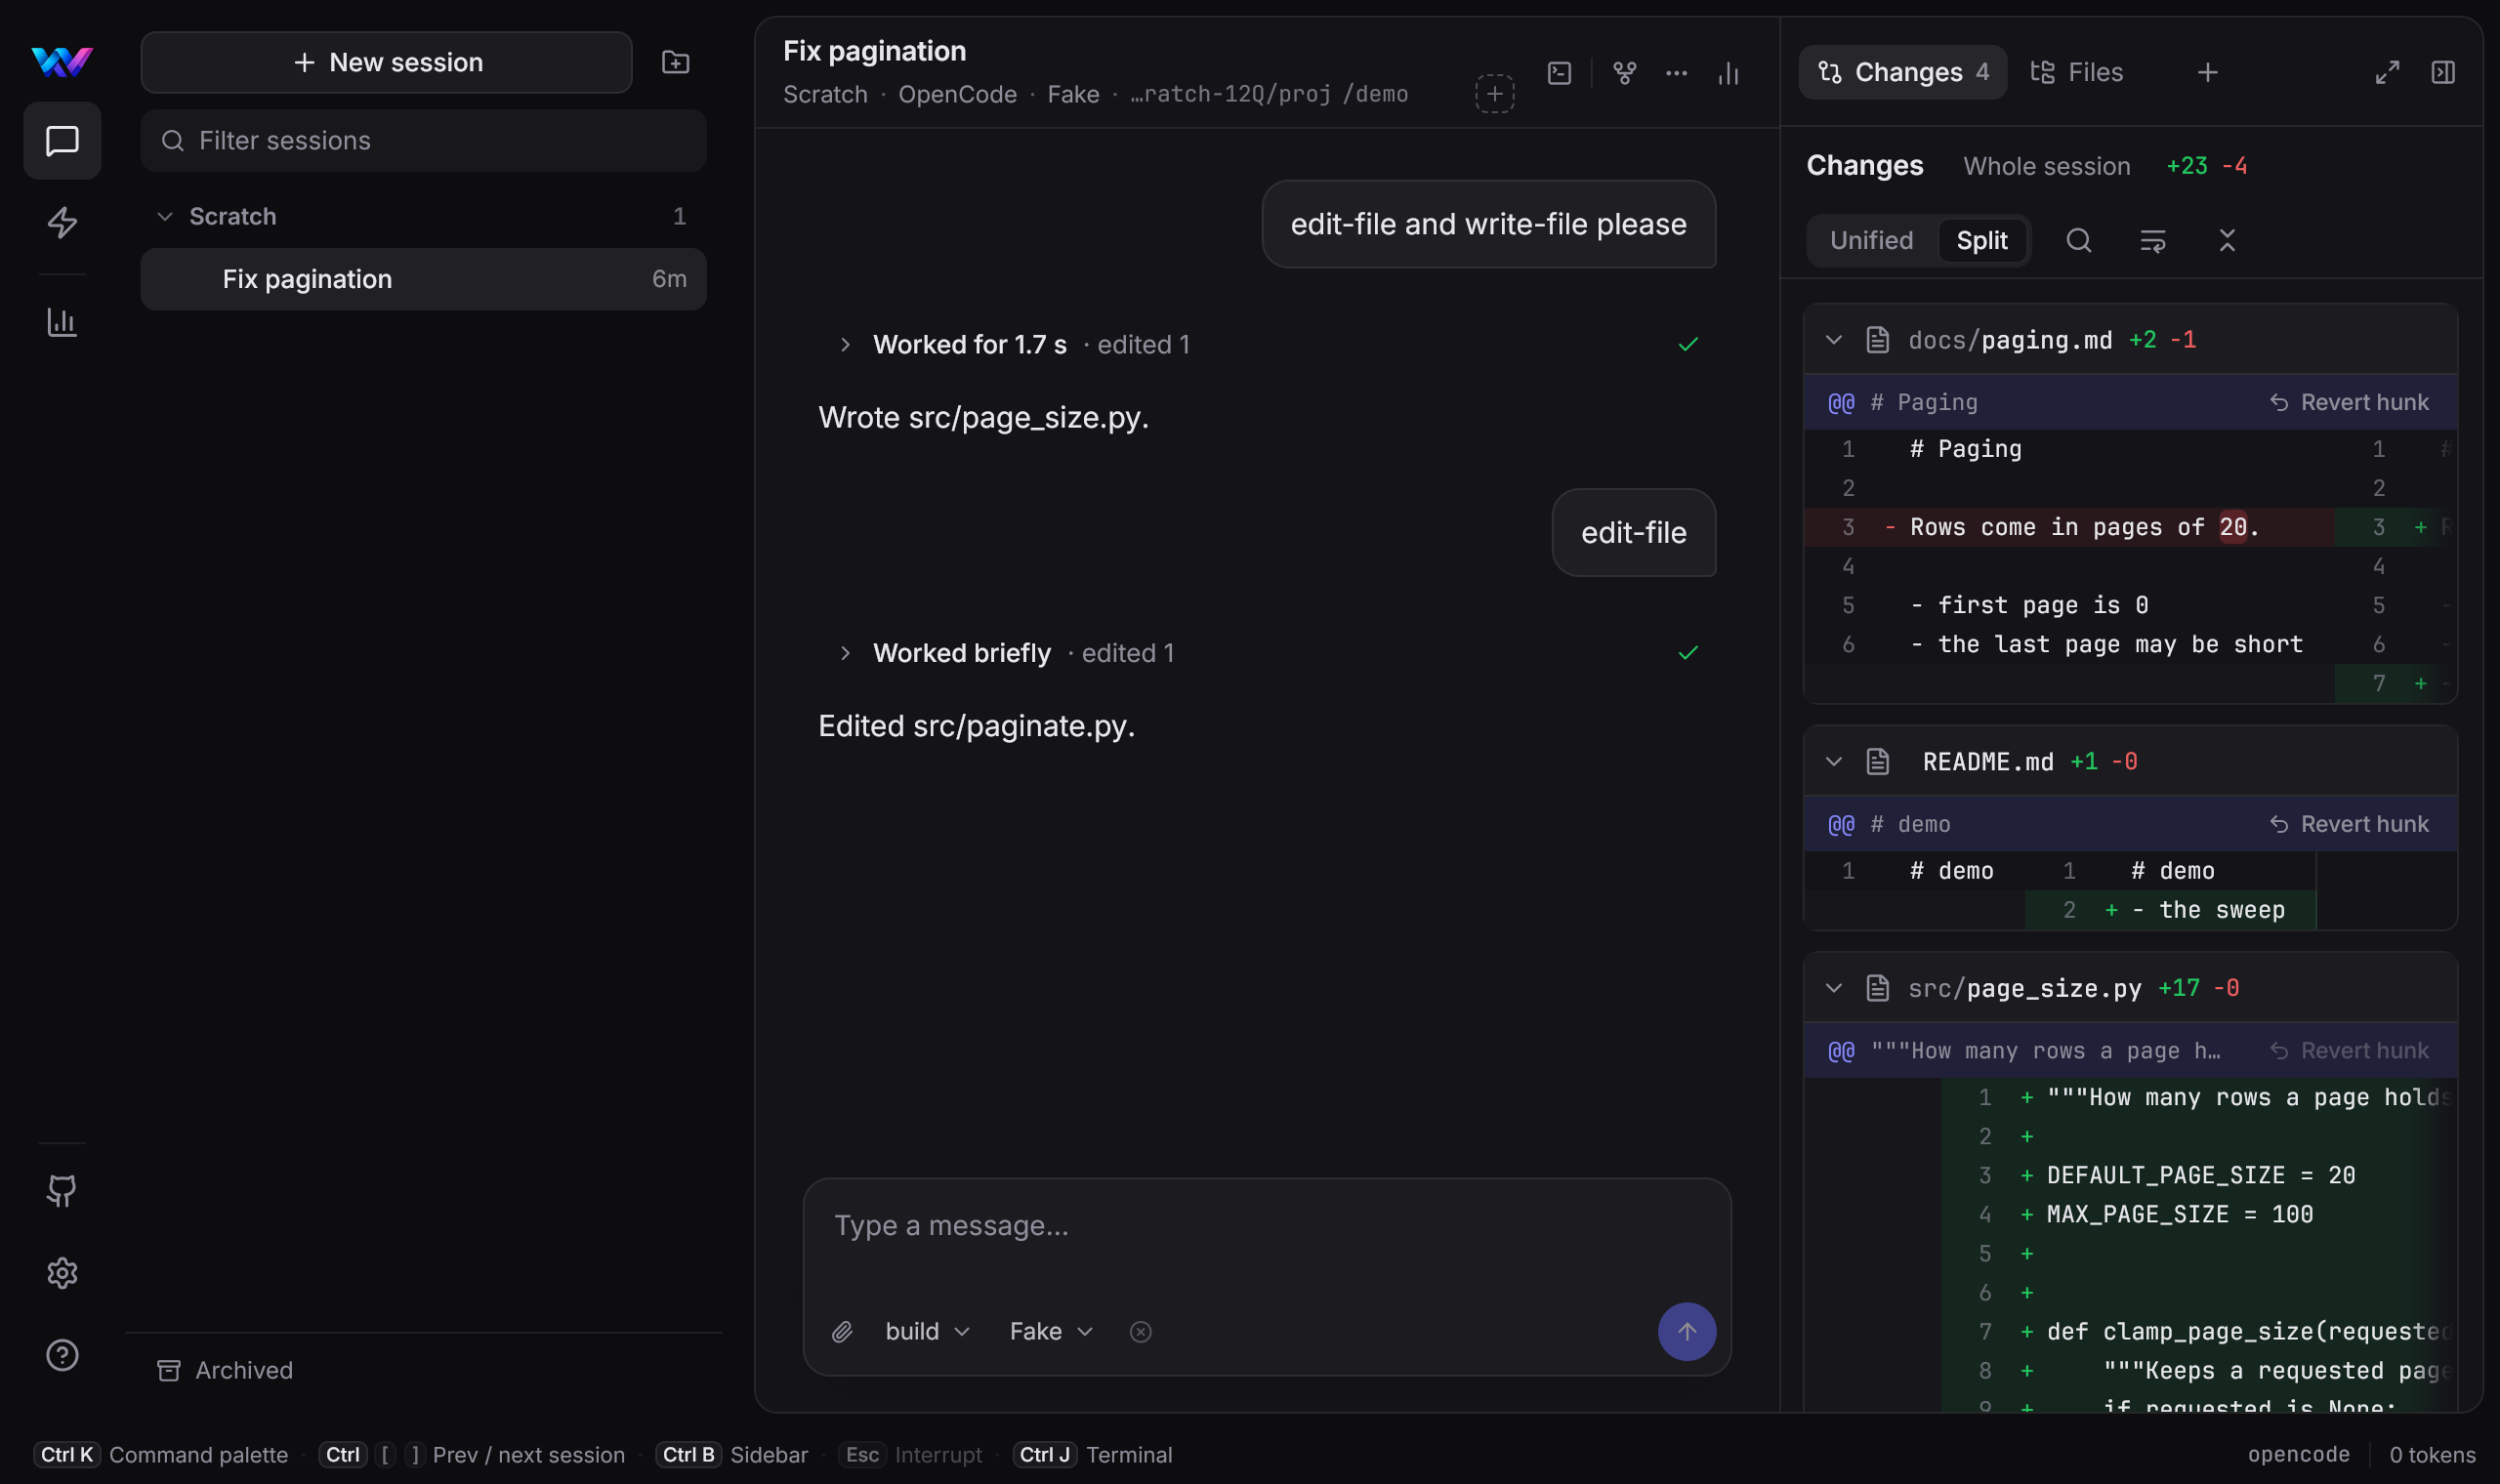 New session
Filter sessions
Scratch 1
Fix pagination 6m
Archived
Fix pagination
Scratch · OpenCode · Fake · …ratch-12Q/proj /demo
edit-file and write-file please
Worked for 1.7 s · edited 1
Wrote src/page_size.py.
edit-file
Worked briefly · edited 1
Edited src/paginate.py.
Type a message...
build Fake
Changes 4 Files
Changes Whole session +23 -4
Unified Split
docs/paging.md +2 -1
@@ # Paging Revert hunk
1 # Paging 1 #
2 2
3 - Rows come in pages of 20. 3 +
4 4
5 - first page is 0 5 -
6 - the last page may be short 6 -
7 + -
README.md +1 -0
@@ # demo Revert hunk
1 # demo 1 # demo
2 + - the sweep
src/page_size.py +17 -0
@@ """How many rows a page h… Revert hunk
1 + """How many rows a page holds
2 +
3 + DEFAULT_PAGE_SIZE = 20
4 + MAX_PAGE_SIZE = 100
5 +
6 +
7 + def clamp_page_size(requested
8 + """Keeps a requested page
9 + if requested is None:
Ctrl K Command palette · Ctrl [ ] Prev / next session · Ctrl B Sidebar · Esc Interrupt · Ctrl J Terminal
opencode 0 tokens